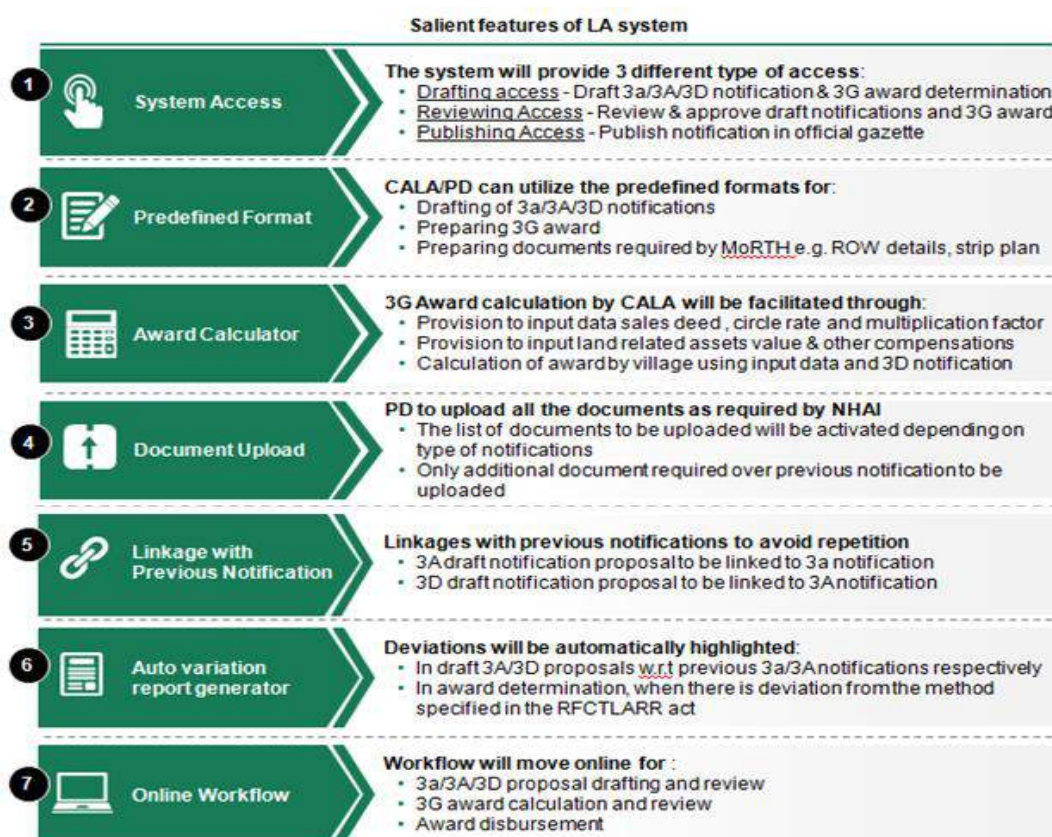 Salient features of LA system
1
System Access
The system will provide 3 different type of access:
• Drafting access - Draft 3a/3A/3D notification & 3G award determination
• Reviewing Access - Review & approve draft notifications and 3G award
• Publishing Access - Publish notification in official gazette
2
Predefined Format
CALA/PD can utilize the predefined formats for:
• Drafting of 3a/3A/3D notifications
• Preparing 3G award
• Preparing documents required by MoRTH e.g. ROW details, strip plan
3
Award Calculator
3G Award calculation by CALA will be facilitated through:
• Provision to input data sales deed , circle rate and multiplication factor
• Provision to input land related assets value & other compensations
• Calculation of award by village using input data and 3D notification
4
Document Upload
PD to upload all the documents as required by NHAI
• The list of documents to be uploaded will be activated depending on
type of notifications
• Only additional document required over previous notification to be
uploaded
5
Linkage with
Previous Notification
Linkages with previous notifications to avoid repetition
• 3A draft notification proposal to be linked to 3a notification
• 3D draft notification proposal to be linked to 3A notification
6
Auto variation
report generator
Deviations will be automatically highlighted:
• In draft 3A/3D proposals w.r.t previous 3a/3A notifications respectively
• In award determination, when there is deviation from the method
specified in the RFCTLARR act
7
Online Workflow
Workflow will move online for :
• 3a/3A/3D proposal drafting and review
• 3G award calculation and review
• Award disbursement